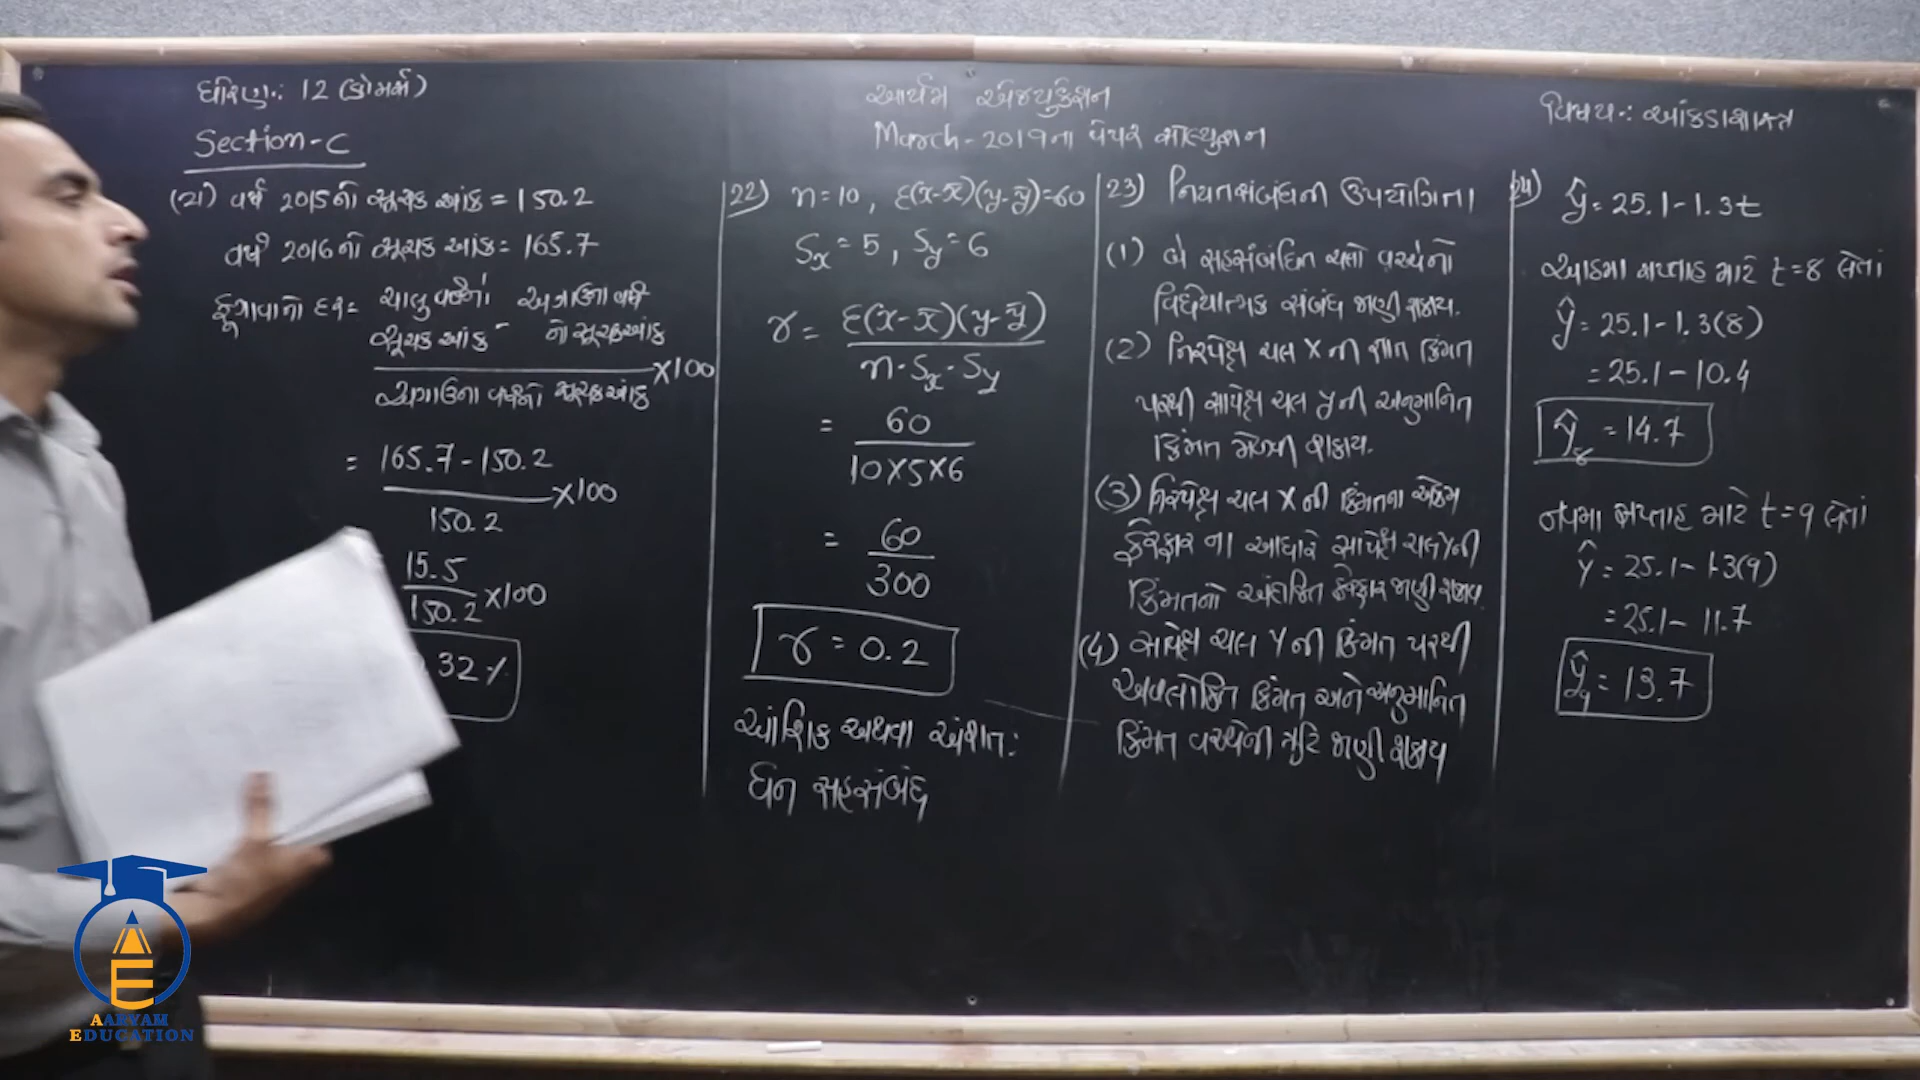 ધોરણ : 12 (કોમર્સ)
આર્યમ એજ્યુકેશન
વિષય : આંકડાશાસ્ત્ર
March - 2019 ના પેપર સોલ્યુશન
Section - C
(21) વર્ષ 2015 નો સૂચક આંક = 150.2
વર્ષ 2016 નો સૂચક આંક = 165.7
ફુગાવાનો દર = ચાલુ વર્ષનો સૂચક આંક - અગાઉના વર્ષનો સૂચકઆંક
અગાઉના વર્ષનો સૂચકઆંક
×100
= 165.7 - 150.2
150.2
×100
15.5
150.2 ×100
32 %
22) n = 10 , Σ(x-x̄)(y-ȳ)=60
Sx = 5 , Sy = 6
r = Σ(x-x̄)(y-ȳ)
n · Sx · Sy
= 60
10×5×6
= 60
300
r = 0.2
આંશિક અથવા અંશતઃ
ધન સહસંબંધ
23) નિયતસંબંધની ઉપયોગિતા
(1) બે સહસંબંધિત ચલો વચ્ચેનો
વિધેયાત્મક સંબંધ જાણી શકાય.
(2) નિરપેક્ષ ચલ X ની જ્ઞાત કિંમત
પરથી સાપેક્ષ ચલ Y ની અનુમાનિત
કિંમત મેળવી શકાય.
(3) નિરપેક્ષ ચલ X ની કિંમતના એકમ
ફેરફાર ના આધારે સાપેક્ષ ચલ Y ની
કિંમતનો અંદાજિત ફેરફાર જાણી શકાય.
(4) સાપેક્ષ ચલ Y ની કિંમત પરથી
અવલોકિત કિંમત અને અનુમાનિત
કિંમત વચ્ચેની ત્રુટિ જાણી શકાય
24) ŷ = 25.1 - 1.3t
આઠમા સપ્તાહ માટે t = 8 લેતાં
ŷ = 25.1 - 1.3(8)
= 25.1 - 10.4
ŷ8 = 14.7
નવમા સપ્તાહ માટે t = 9 લેતાં
ŷ = 25.1 - 1.3(9)
= 25.1 - 11.7
ŷ9 = 13.7
AARYAM
EDUCATION